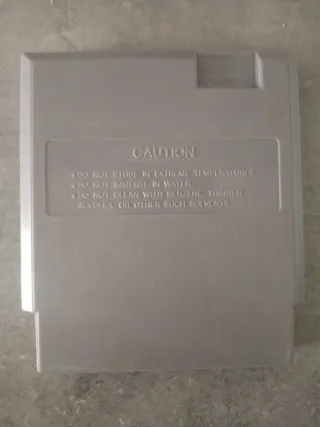 CAUTION
• DO NOT STORE IN EXTREME TEMPERATURES.
• DO NOT IMMERSE IN WATER.
• DO NOT CLEAN WITH BENZENE, THINNER,
ALCOHOL OR OTHER SUCH SOLVENTS.